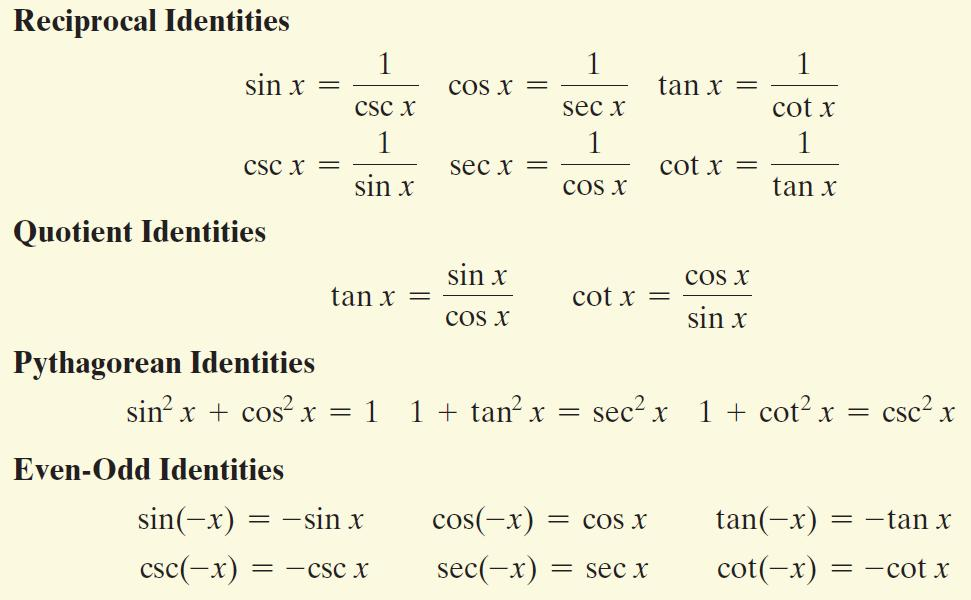 Reciprocal Identities
sin x = 1/csc x   cos x = 1/sec x   tan x = 1/cot x
csc x = 1/sin x   sec x = 1/cos x   cot x = 1/tan x
Quotient Identities
tan x = sin x/cos x   cot x = cos x/sin x
Pythagorean Identities
sin² x + cos² x = 1   1 + tan² x = sec² x   1 + cot² x = csc² x
Even-Odd Identities
sin(−x) = −sin x   cos(−x) = cos x   tan(−x) = −tan x
csc(−x) = −csc x   sec(−x) = sec x   cot(−x) = −cot x